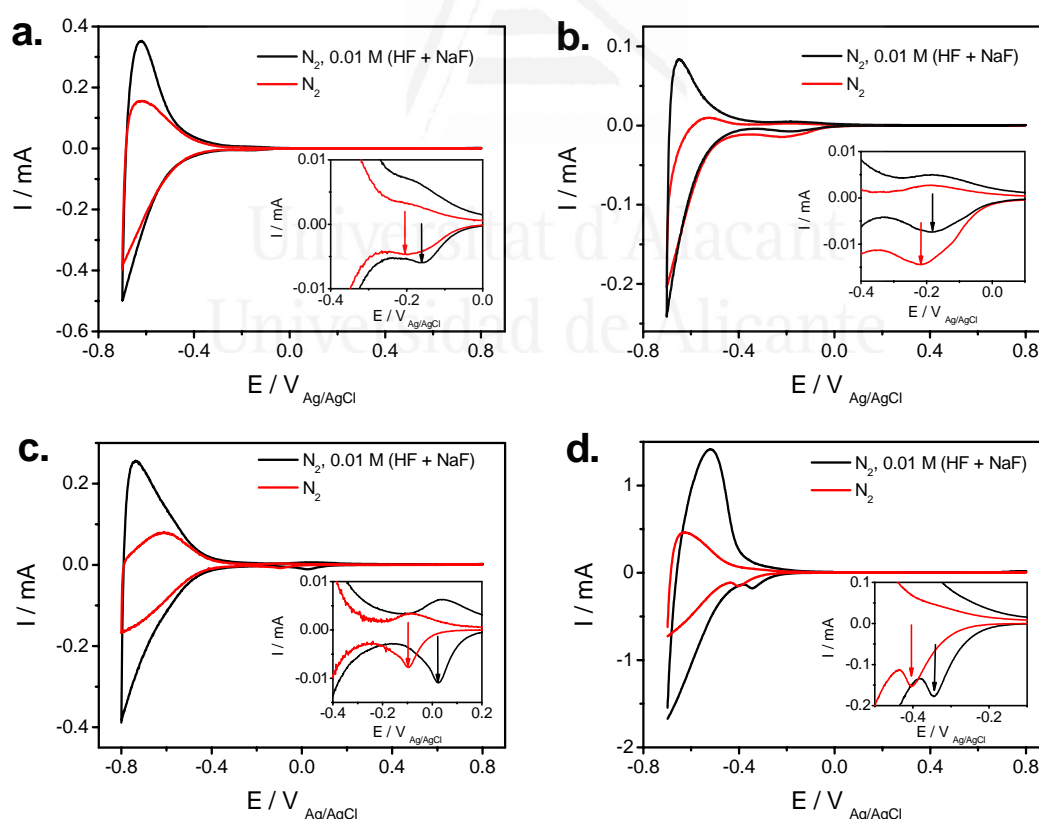 a.
N2, 0.01 M (HF + NaF)
N2
I / mA
0.4
0.2
0.0
-0.2
-0.4
-0.6
-0.8 -0.4 0.0 0.4 0.8
E / V Ag/AgCl
I / mA
0.01
0.00
-0.01
-0.4 -0.2 0.0
E / V Ag/AgCl
b.
N2, 0.01 M (HF + NaF)
N2
I / mA
0.1
0.0
-0.1
-0.2
-0.8 -0.4 0.0 0.4 0.8
E / V Ag/AgCl
I / mA
0.01
0.00
-0.01
-0.4 -0.2 0.0
E / V Ag/AgCl
Universitat d'Alacant
Universidad de Alicante
c.
N2, 0.01 M (HF + NaF)
N2
I / mA
0.2
0.0
-0.2
-0.4
-0.8 -0.4 0.0 0.4 0.8
E / V Ag/AgCl
I / mA
0.01
0.00
-0.01
-0.4 -0.2 0.0 0.2
E / V Ag/AgCl
d.
N2, 0.01 M (HF + NaF)
N2
I / mA
1
0
-1
-2
-0.8 -0.4 0.0 0.4 0.8
E / V Ag/AgCl
I / mA
0.1
0.0
-0.1
-0.2
-0.4 -0.2
E / V Ag/AgCl